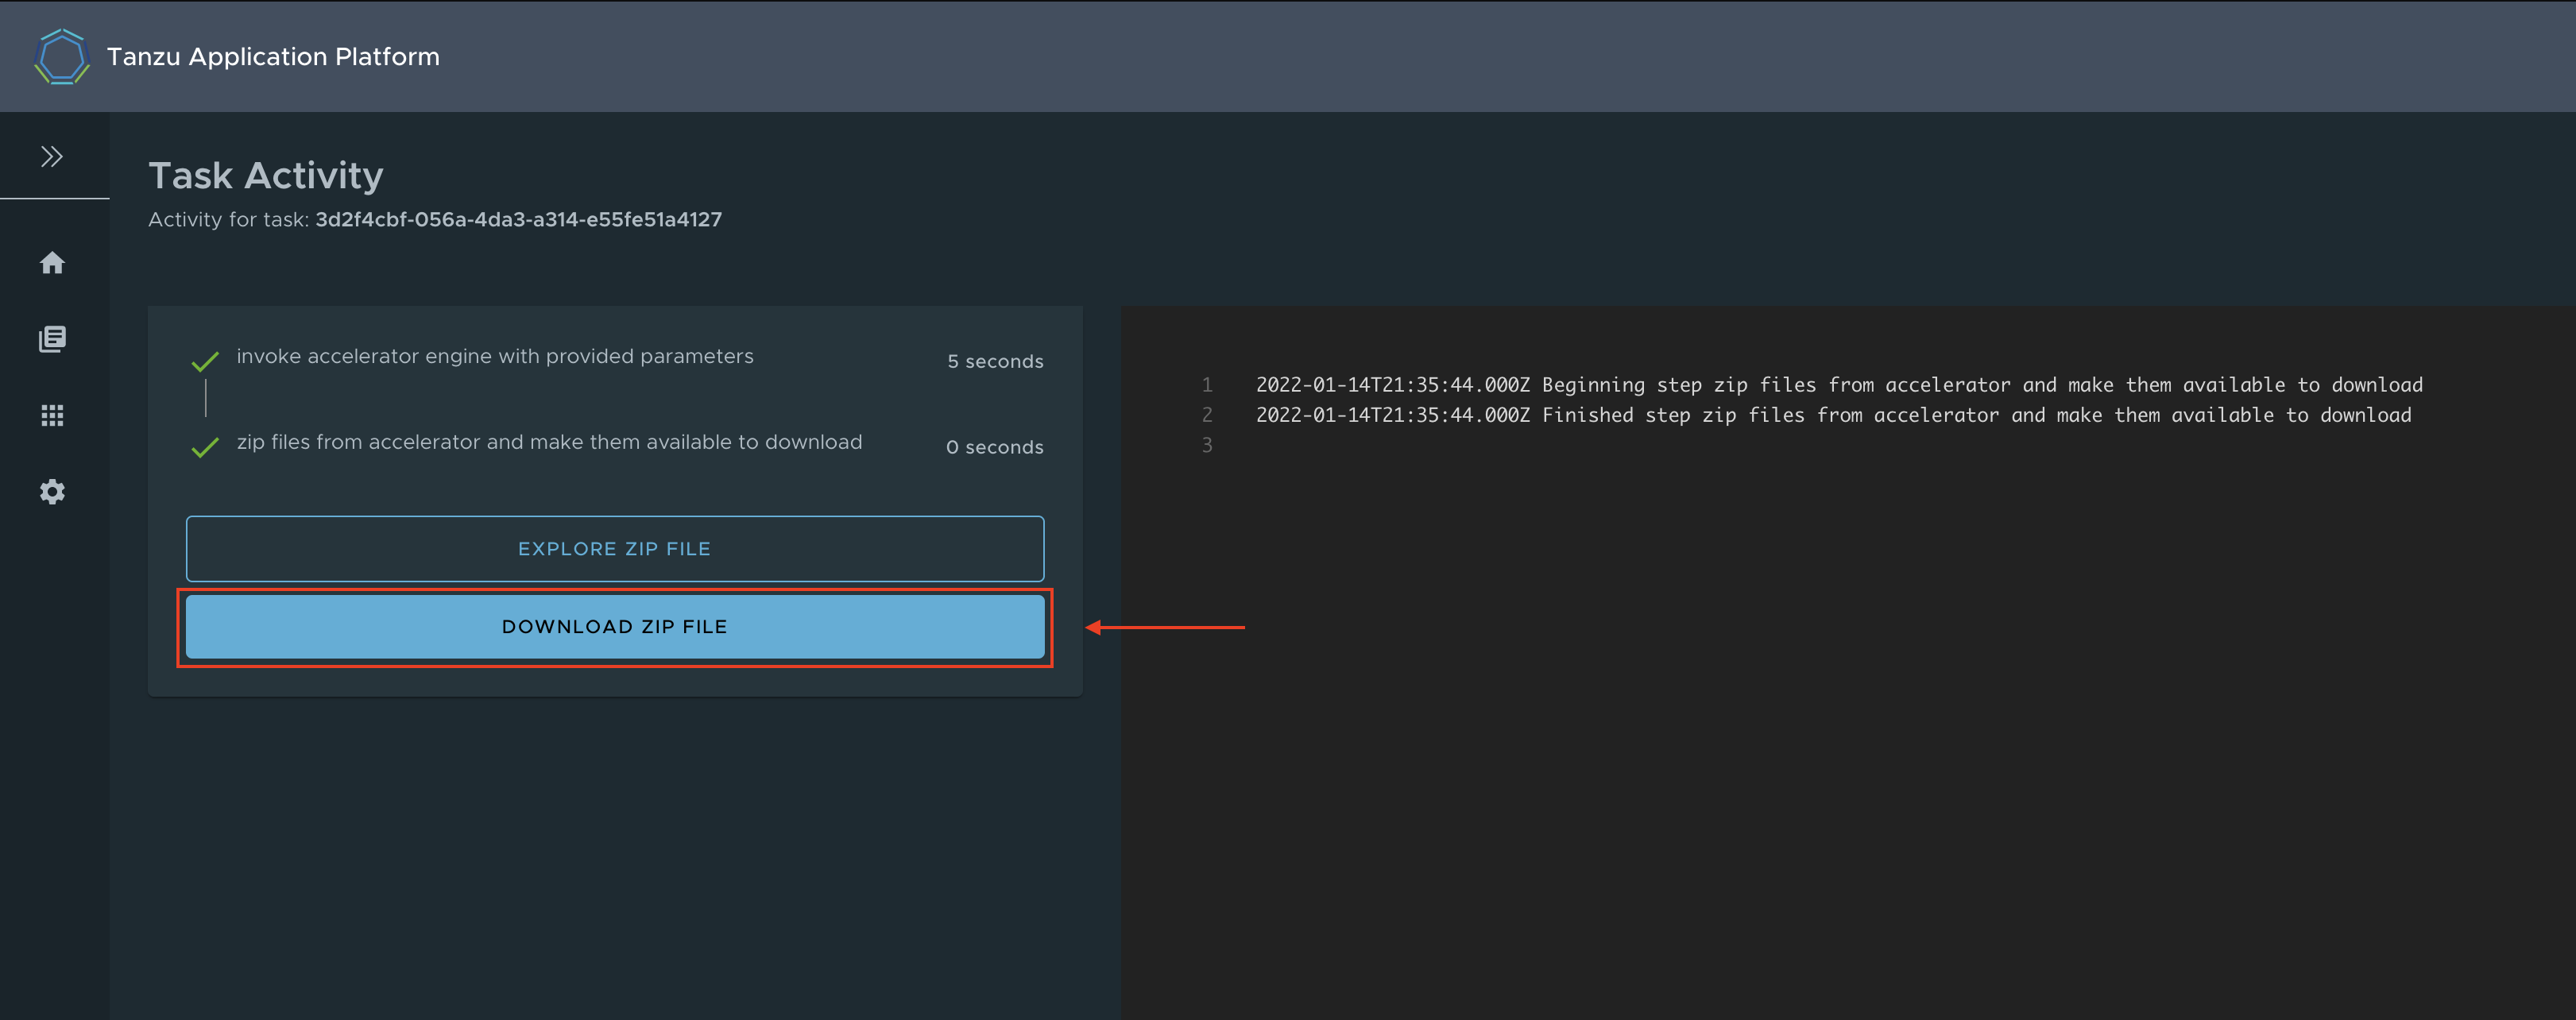 Tanzu Application Platform
Task Activity
Activity for task: 3d2f4cbf-056a-4da3-a314-e55fe51a4127
invoke accelerator engine with provided parameters
5 seconds
zip files from accelerator and make them available to download
0 seconds
EXPLORE ZIP FILE
DOWNLOAD ZIP FILE
1 2022-01-14T21:35:44.000Z Beginning step zip files from accelerator and make them available to download
2 2022-01-14T21:35:44.000Z Finished step zip files from accelerator and make them available to download
3